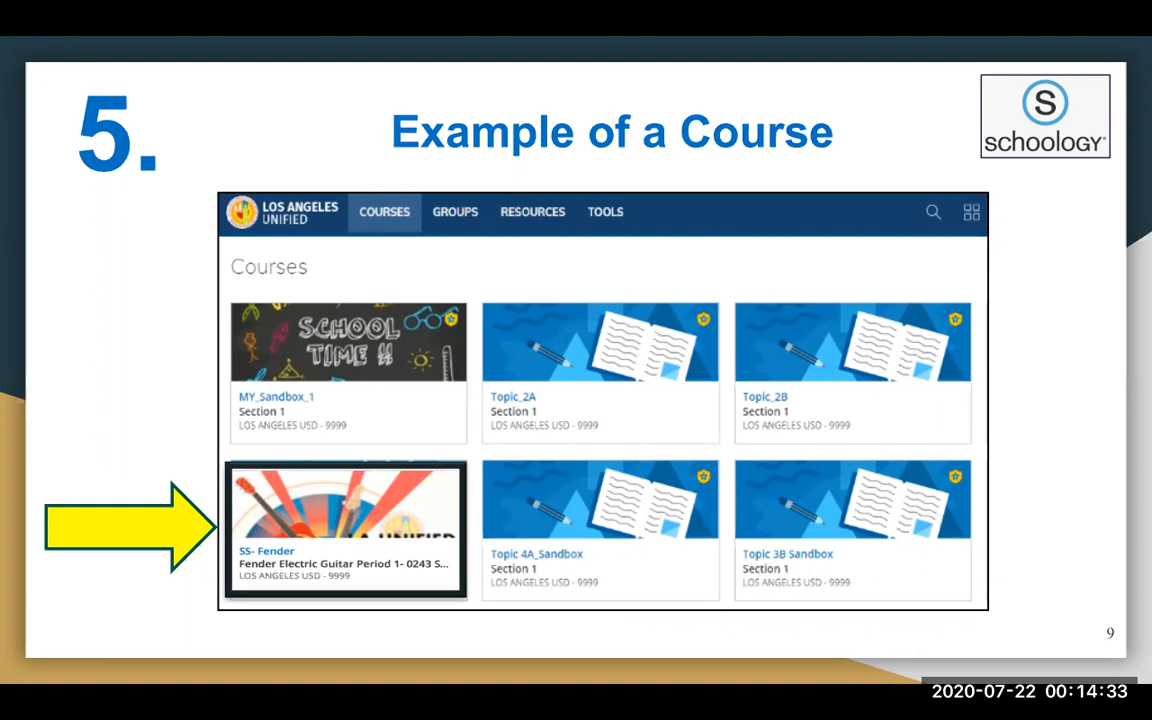 5.
Example of a Course
S
schoology®
LOS ANGELES
UNIFIED
COURSES
GROUPS
RESOURCES
TOOLS
Courses
SCHOOL
TIME !!
MY_Sandbox_1
Section 1
LOS ANGELES USD - 9999
Topic_2A
Section 1
LOS ANGELES USD - 9999
Topic_2B
Section 1
LOS ANGELES USD - 9999
UNIFIED
SS- Fender
Fender Electric Guitar Period 1- 0243 S...
LOS ANGELES USD - 9999
Topic 4A_Sandbox
Section 1
LOS ANGELES USD - 9999
Topic 3B Sandbox
Section 1
LOS ANGELES USD - 9999
9
2020-07-22 00:14:33